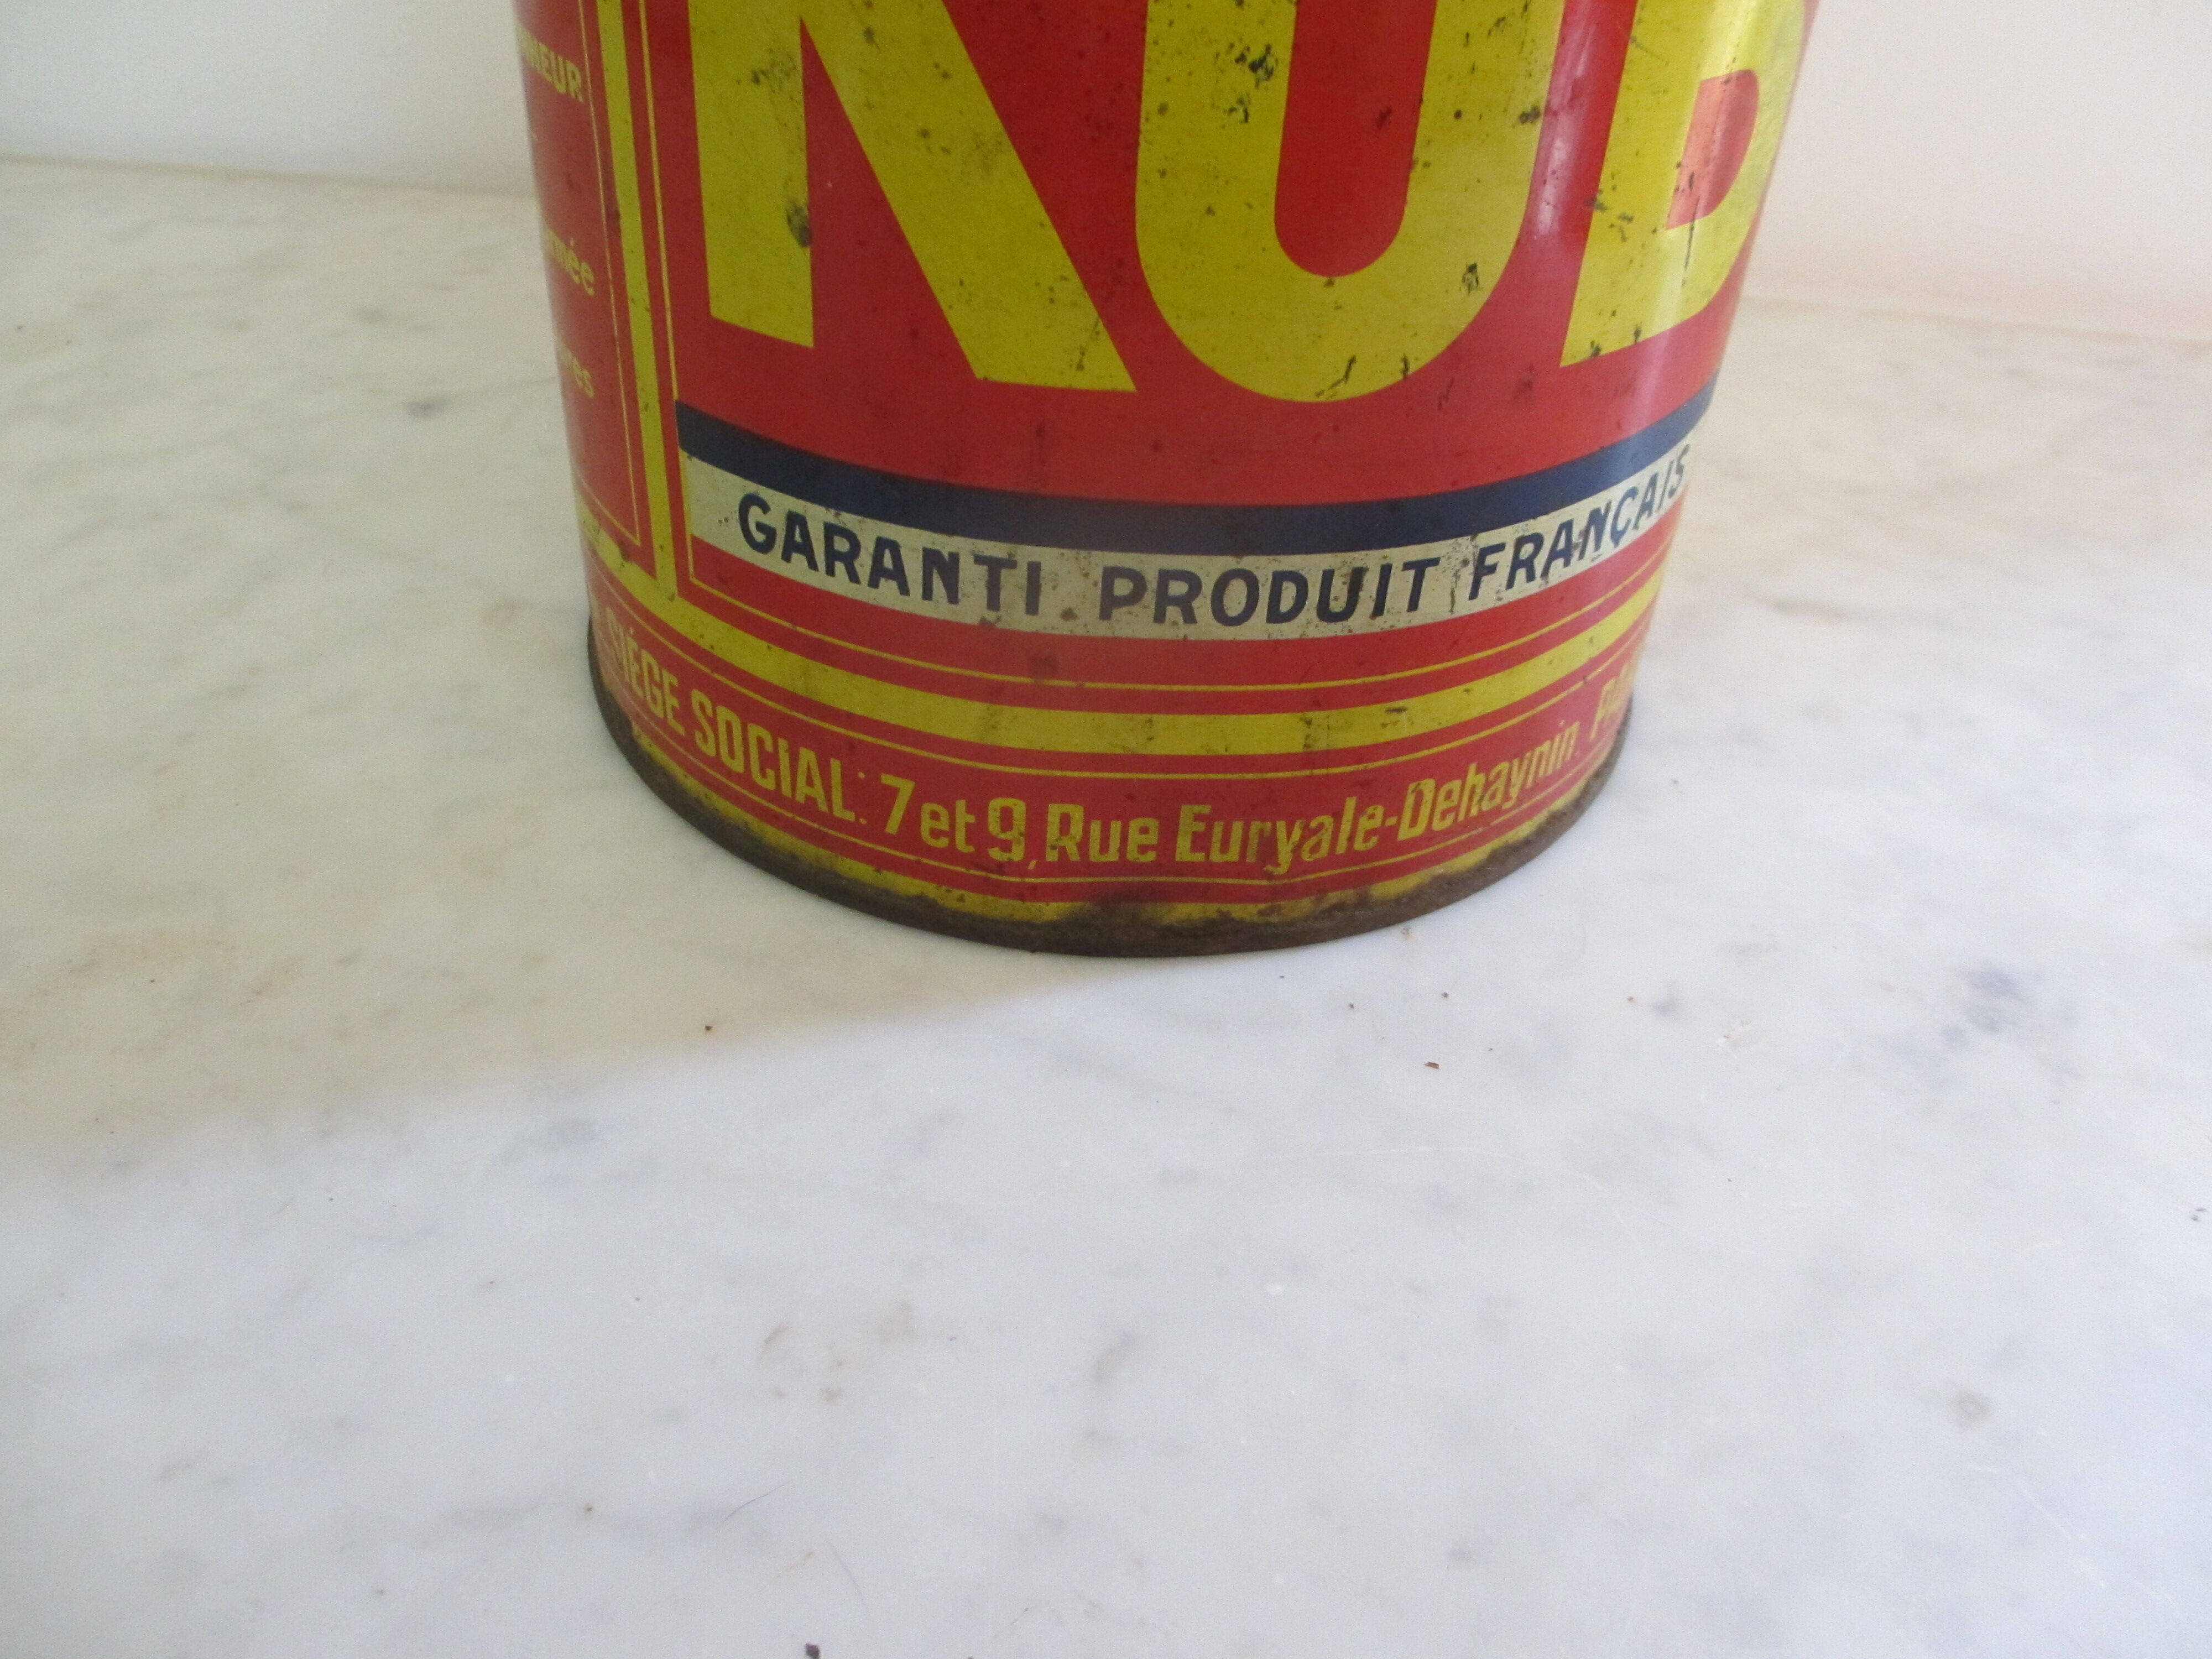 KUB
GARANTI PRODUIT FRANÇAIS
SIÈGE SOCIAL: 7 et 9, Rue Euryale-Dehaynin